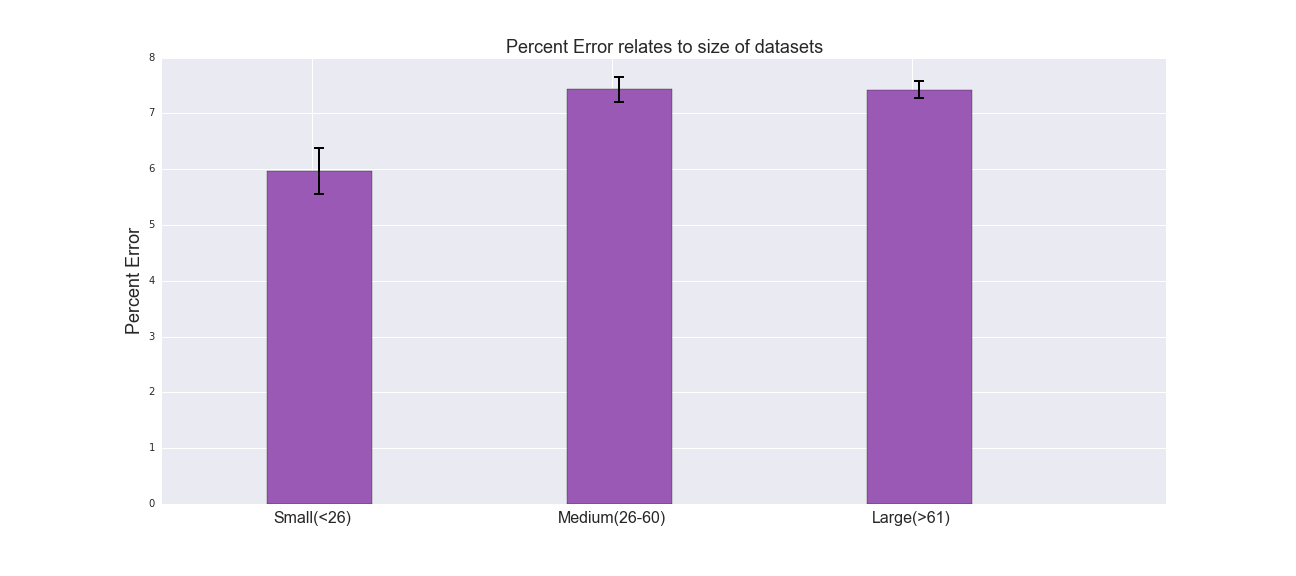 Percent Error relates to size of datasets
8
7
6
5
4
3
2
1
0
Percent Error
Small(<26)
Medium(26-60)
Large(>61)